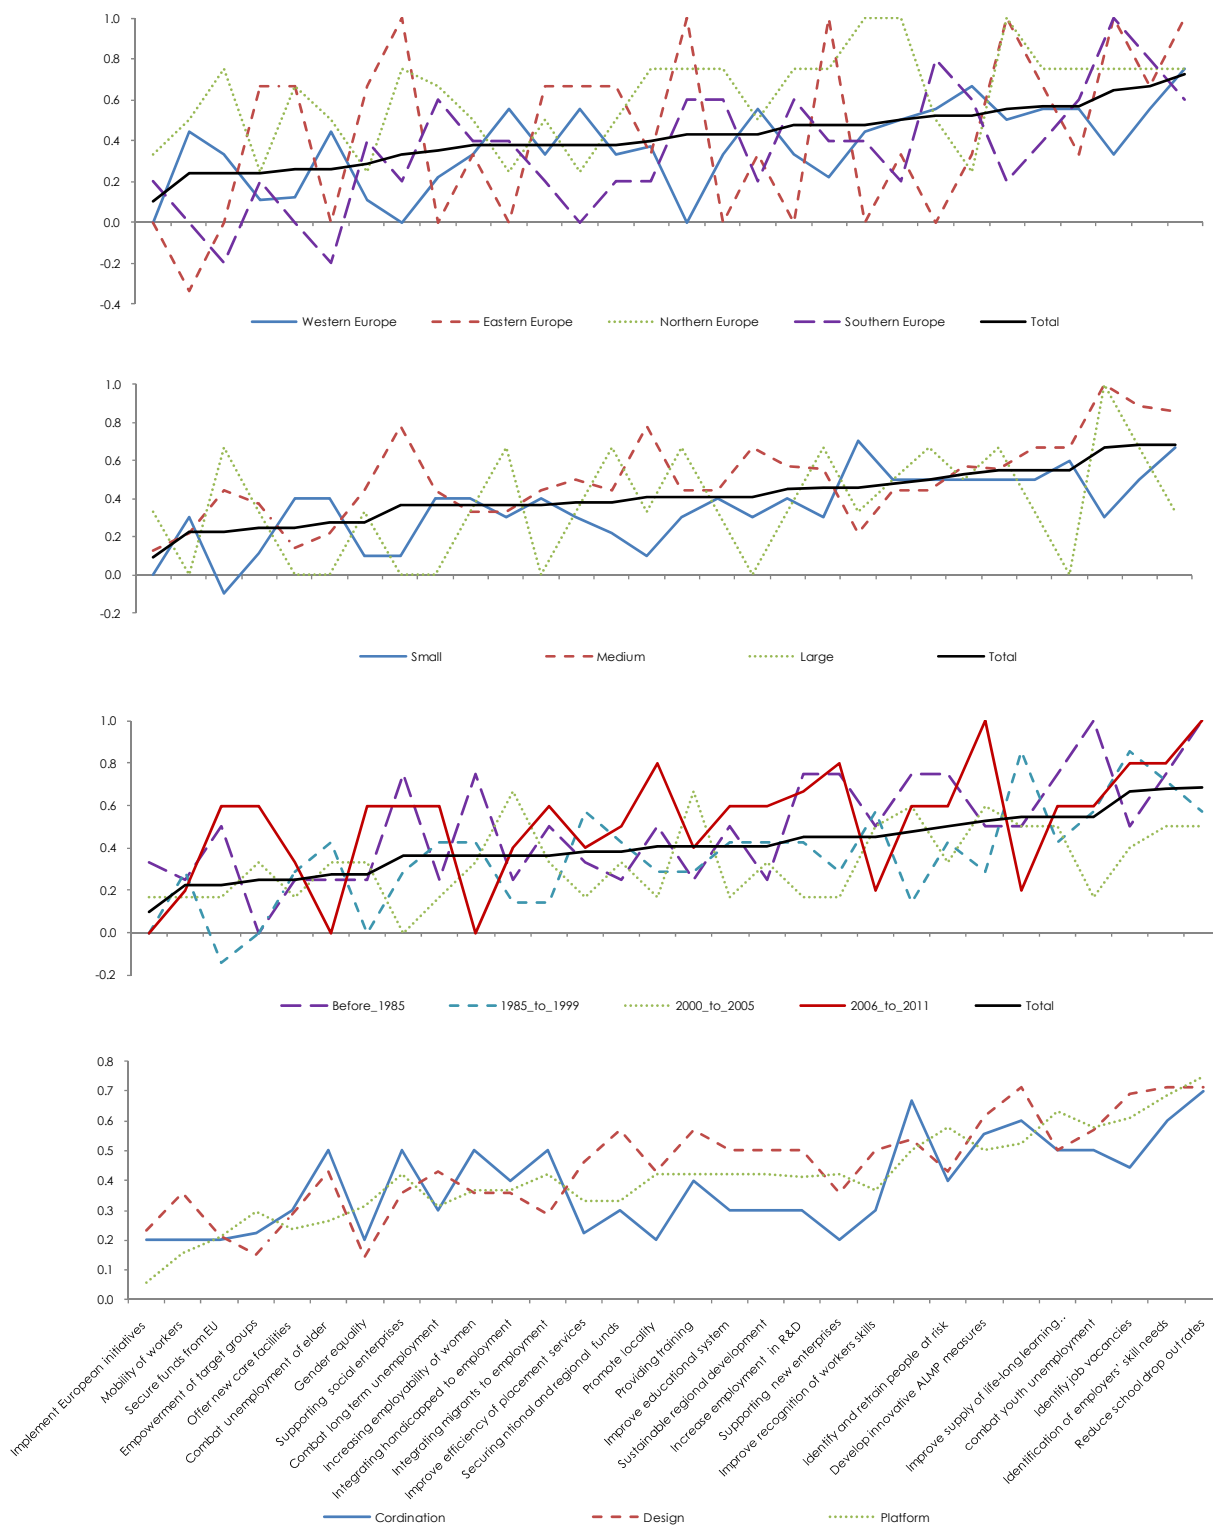 1.0
0.8
0.6
0.4
0.2
0.0
-0.2
-0.4
Western Europe Eastern Europe Northern Europe Southern Europe Total
1.0
0.8
0.6
0.4
0.2
0.0
-0.2
Small Medium Large Total
1.0
0.8
0.6
0.4
0.2
0.0
-0.2
Before_1985 1985_to_1999 2000_to_2005 2006_to_2011 Total
0.8
0.7
0.6
0.5
0.4
0.3
0.2
0.1
0.0
Implement European initiatives
Mobility of workers
Secure funds from EU
Empowerment of target groups
Offer new care facilities
Combat unemployment of elder
Gender equality
Supporting social enterprises
Combat long term unemployment
Increasing employability of women
Integrating handicapped to employment
Integrating migrants to employment
Improve efficiency of placement services
Securing ntional and regional funds
Promote locality
Providing training
Improve educational system
Sustainable regional development
Increase employment in R&D
Supporting new enterprises
Improve recognition of workers skills
Identify and retrain people at risk
Develop innovative ALMP measures
Improve supply of life-long learning..
combat youth unemployment
Identify job vacancies
Identification of employers' skill needs
Reduce school drop out rates
Cordination Design Platform